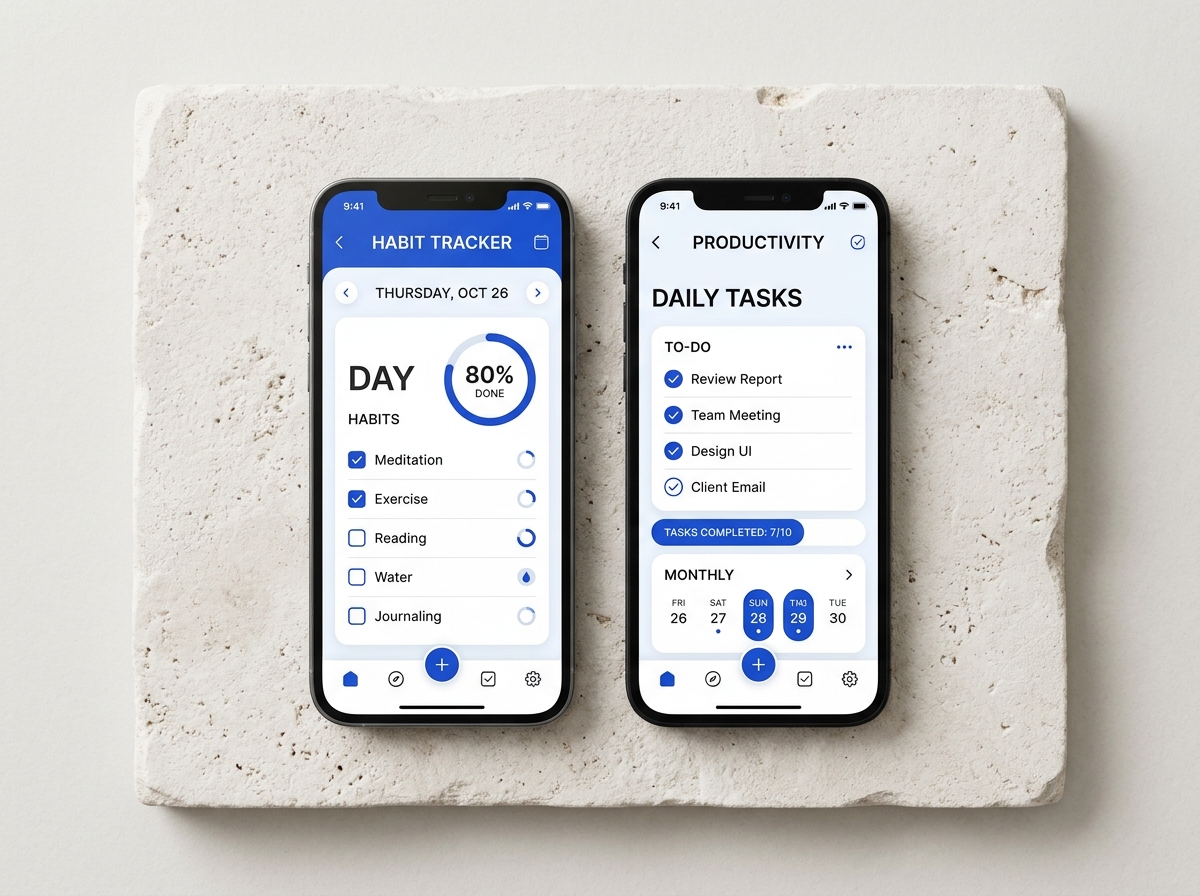 9:41
HABIT TRACKER
THURSDAY, OCT 26
DAY
80%
DONE
HABITS
Meditation
Exercise
Reading
Water
Journaling
9:41
PRODUCTIVITY
DAILY TASKS
TO-DO
Review Report
Team Meeting
Design UI
Client Email
TASKS COMPLETED: 7/10
MONTHLY
FRI SAT SUN TUE
26 27 28 29 30